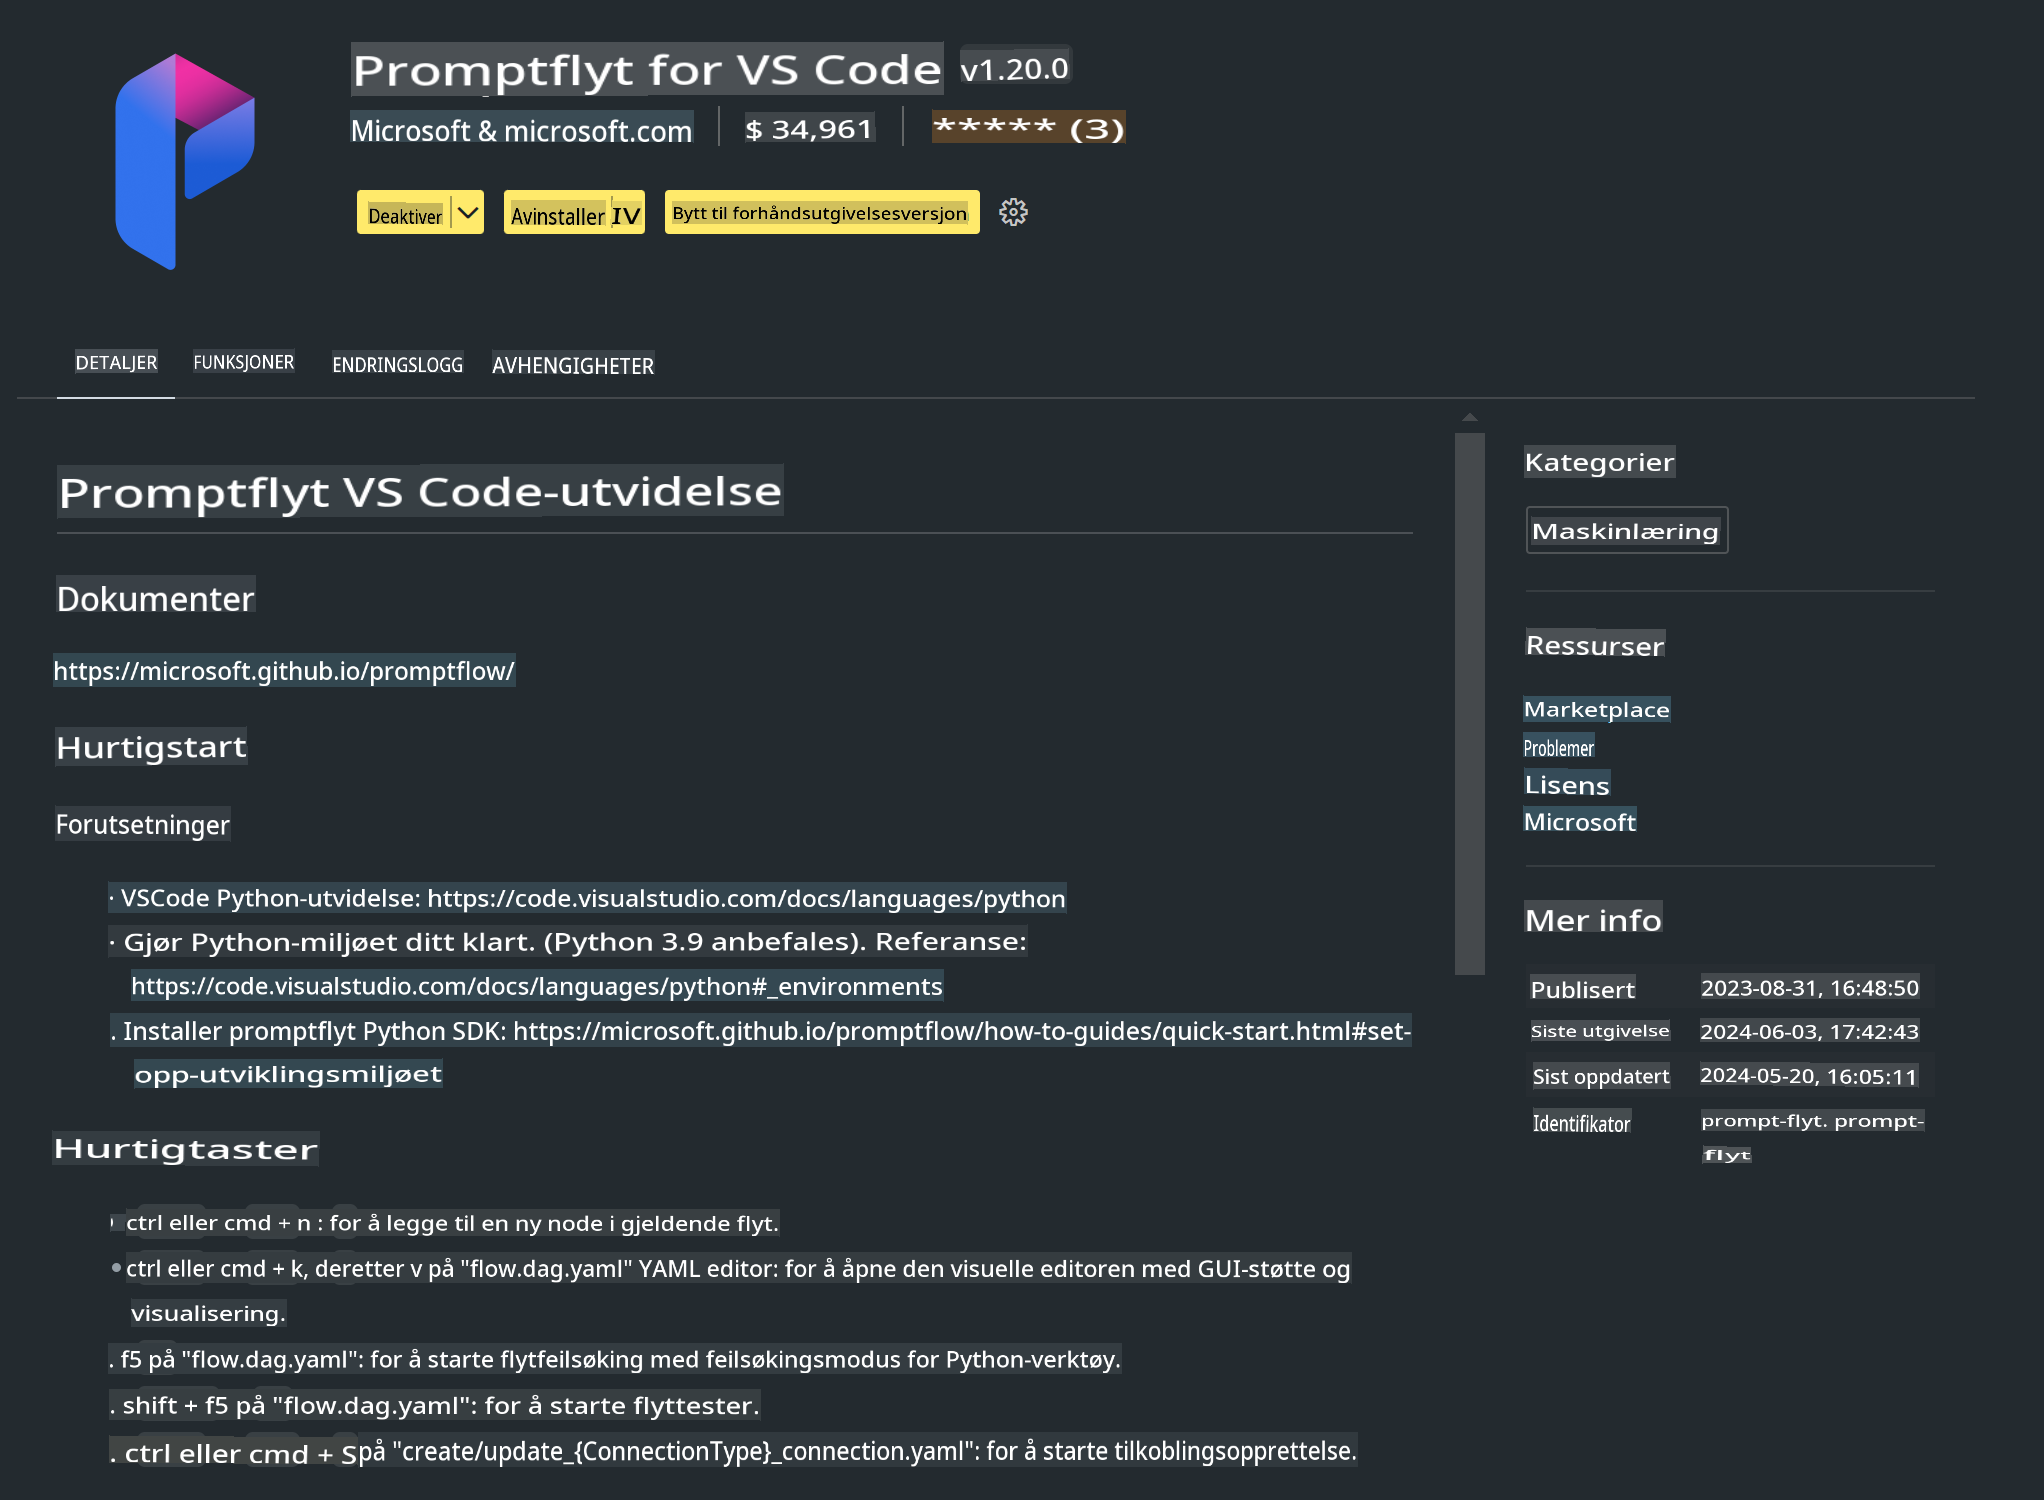 Promptflyt for VS Code v1.20.0
Microsoft & microsoft.com $ 34,961 ***** (3)
Deaktiver Avinstaller IV Bytt til forhåndsutgivelsesversjon
DETALJER FUNKSJONER ENDRINGSLOGG AVHENGIGHETER
Promptflyt VS Code-utvidelse
Dokumenter
https://microsoft.github.io/promptflow/
Hurtigstart
Forutsetninger
· VSCode Python-utvidelse: https://code.visualstudio.com/docs/languages/python
· Gjør Python-miljøet ditt klart. (Python 3.9 anbefales). Referanse:
https://code.visualstudio.com/docs/languages/python#_environments
. Installer promptflyt Python SDK: https://microsoft.github.io/promptflow/how-to-guides/quick-start.html#set-
opp-utviklingsmiljøet
Hurtigtaster
ctrl eller cmd + n : for å legge til en ny node i gjeldende flyt.
• ctrl eller cmd + k, deretter v på "flow.dag.yaml" YAML editor: for å åpne den visuelle editoren med GUI-støtte og
visualisering.
. f5 på "flow.dag.yaml": for å starte flytfeilsøking med feilsøkingsmodus for Python-verktøy.
. shift + f5 på "flow.dag.yaml": for å starte flyttester.
. ctrl eller cmd + S på "create/update_{ConnectionType}_connection.yaml": for å starte tilkoblingsopprettelse.
Kategorier
Maskinlæring
Ressurser
Marketplace
Problemer
Lisens
Microsoft
Mer info
Publisert 2023-08-31, 16:48:50
Siste utgivelse 2024-06-03, 17:42:43
Sist oppdatert 2024-05-20, 16:05:11
Identifikator prompt-flyt. prompt-
flyt